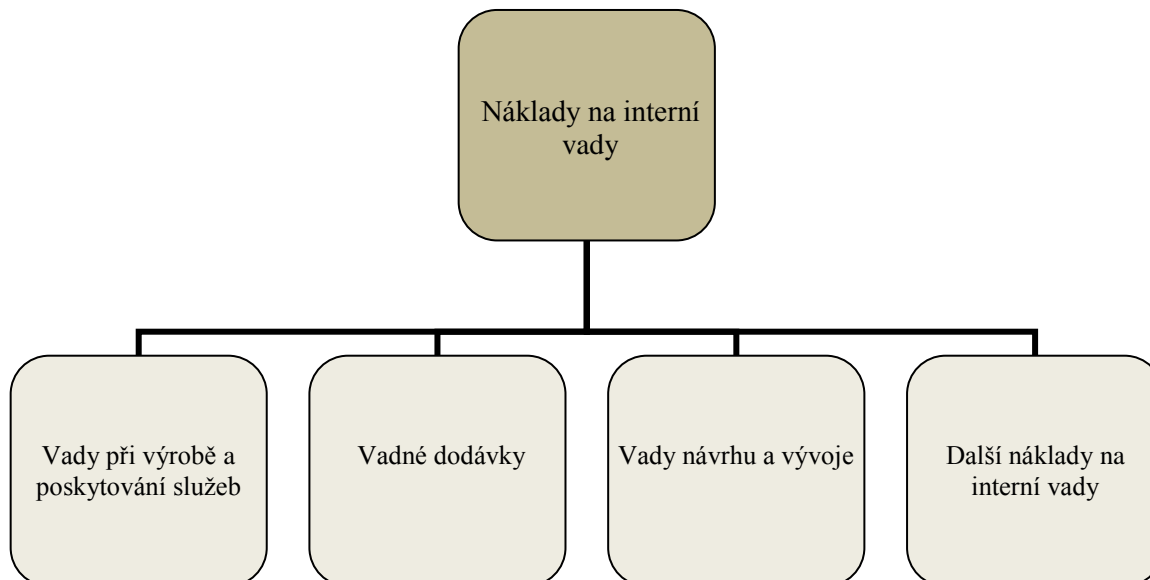 Náklady na interní
vady
Vady při výrobě a
poskytování služeb
Vadné dodávky
Vady návrhu a vývoje
Další náklady na
interní vady